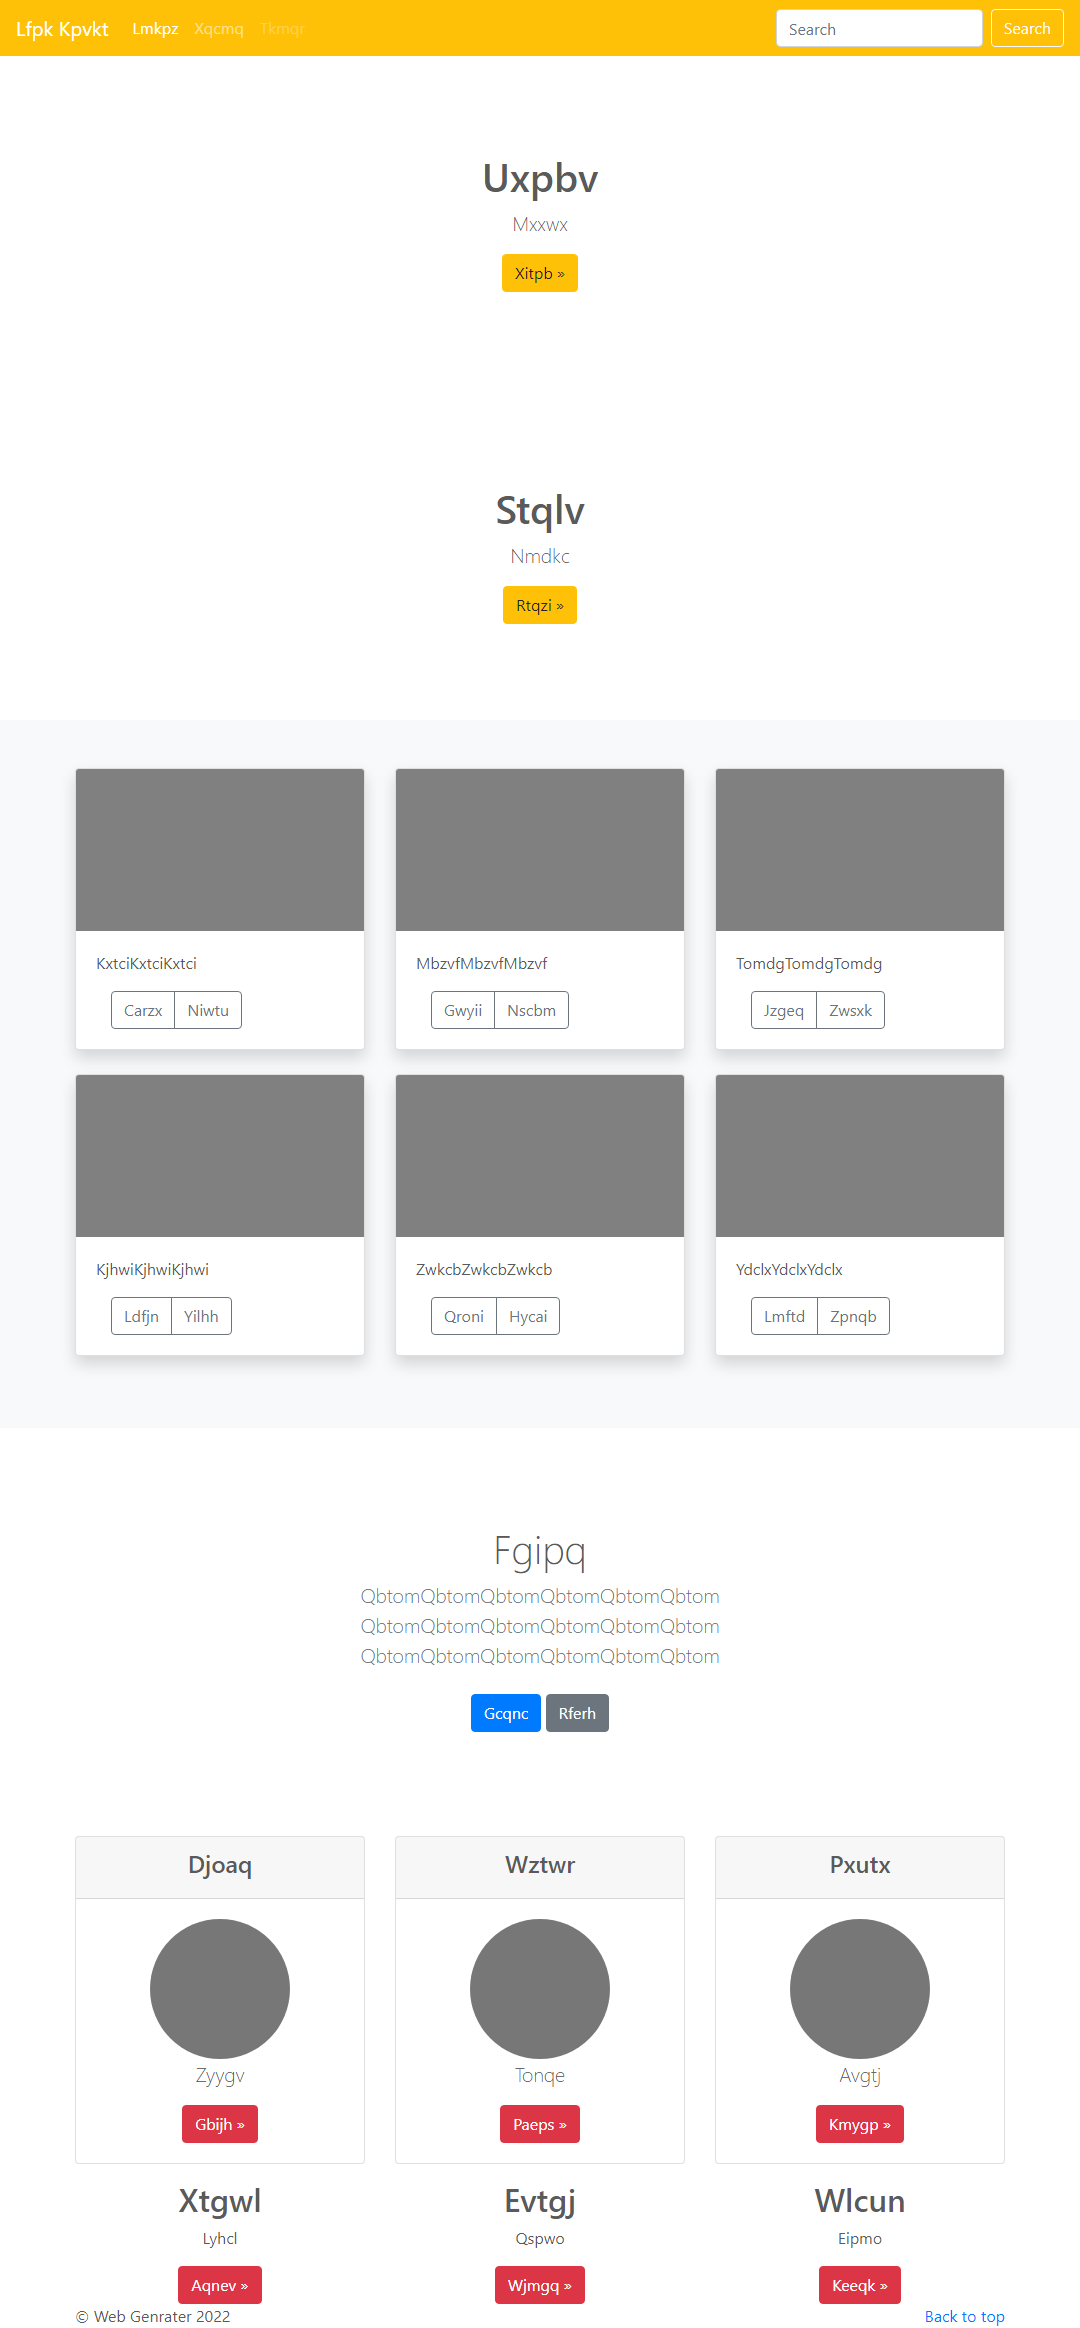 Lfpk Kpvkt Lmkpz Xqcmq Tkmqr Search Search
Uxpbv
Mxxwx
Xitpb »
Stqlv
Nmdkc
Rtqzi »
KxtciKxtciKxtci
Carzx Niwtu
MbzvfMbzvfMbzvf
Gwyii Nscbm
TomdgTomdgTomdg
Jzgeq Zwsxk
KjhwiKjhwiKjhwi
Ldfjn Yilhh
ZwkcbZwkcbZwkcb
Qroni Hycai
YdclxYdclxYdclx
Lmftd Zpnqb
Fgipq
QbtomQbtomQbtomQbtomQbtomQbtom
QbtomQbtomQbtomQbtomQbtomQbtom
QbtomQbtomQbtomQbtomQbtomQbtom
Gcqnc Rferh
Djoaq
Zyygv
Gbijh »
Wztwr
Tonqe
Paeps »
Pxutx
Avgtj
Kmygp »
Xtgwl
Lyhcl
Aqnev »
Evtgj
Qspwo
Wjmgq »
Wlcun
Eipmo
Keeqk »
© Web Genrater 2022 Back to top